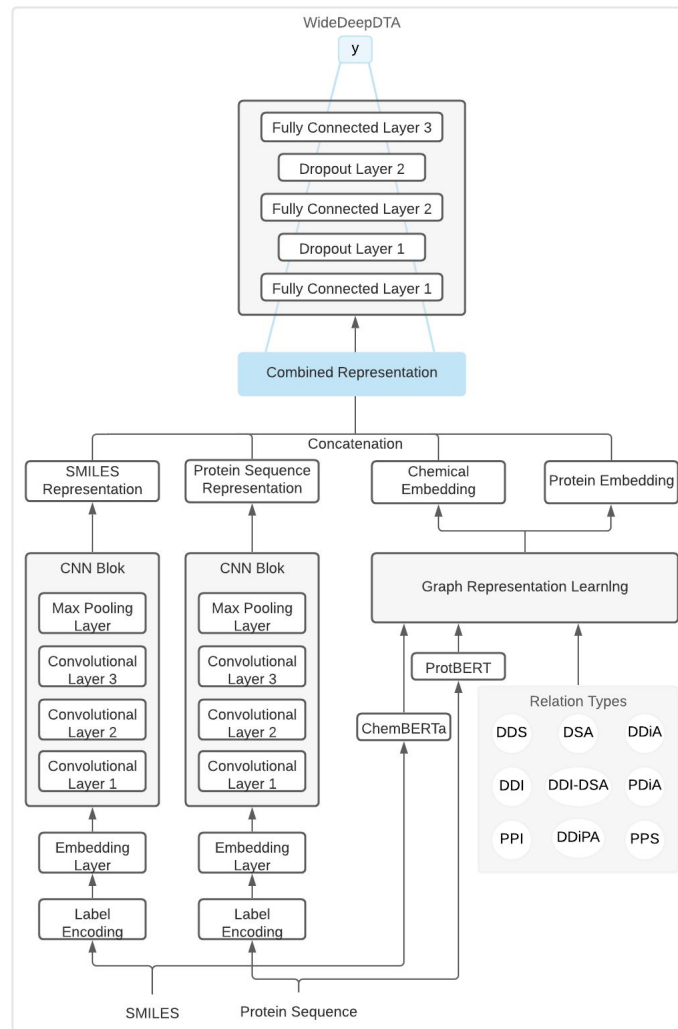 WideDeepDTA
y
Fully Connected Layer 3
Dropout Layer 2
Fully Connected Layer 2
Dropout Layer 1
Fully Connected Layer 1
Combined Representation
Concatenation
SMILES
Representation
Protein Sequence
Representation
Chemical
Embedding
Protein Embedding
CNN Blok
Max Pooling
Layer
Convolutional
Layer 3
Convolutional
Layer 2
Convolutional
Layer 1
CNN Blok
Max Pooling
Layer
Convolutional
Layer 3
Convolutional
Layer 2
Convolutional
Layer 1
Graph Representation Learnlng
ProtBERT
ChemBERTa
Relation Types
DDS DSA DDiA
DDI DDI-DSA PDiA
PPI DDiPA PPS
Embedding
Layer
Embedding
Layer
Label
Encoding
Label
Encoding
SMILES
Protein Sequence